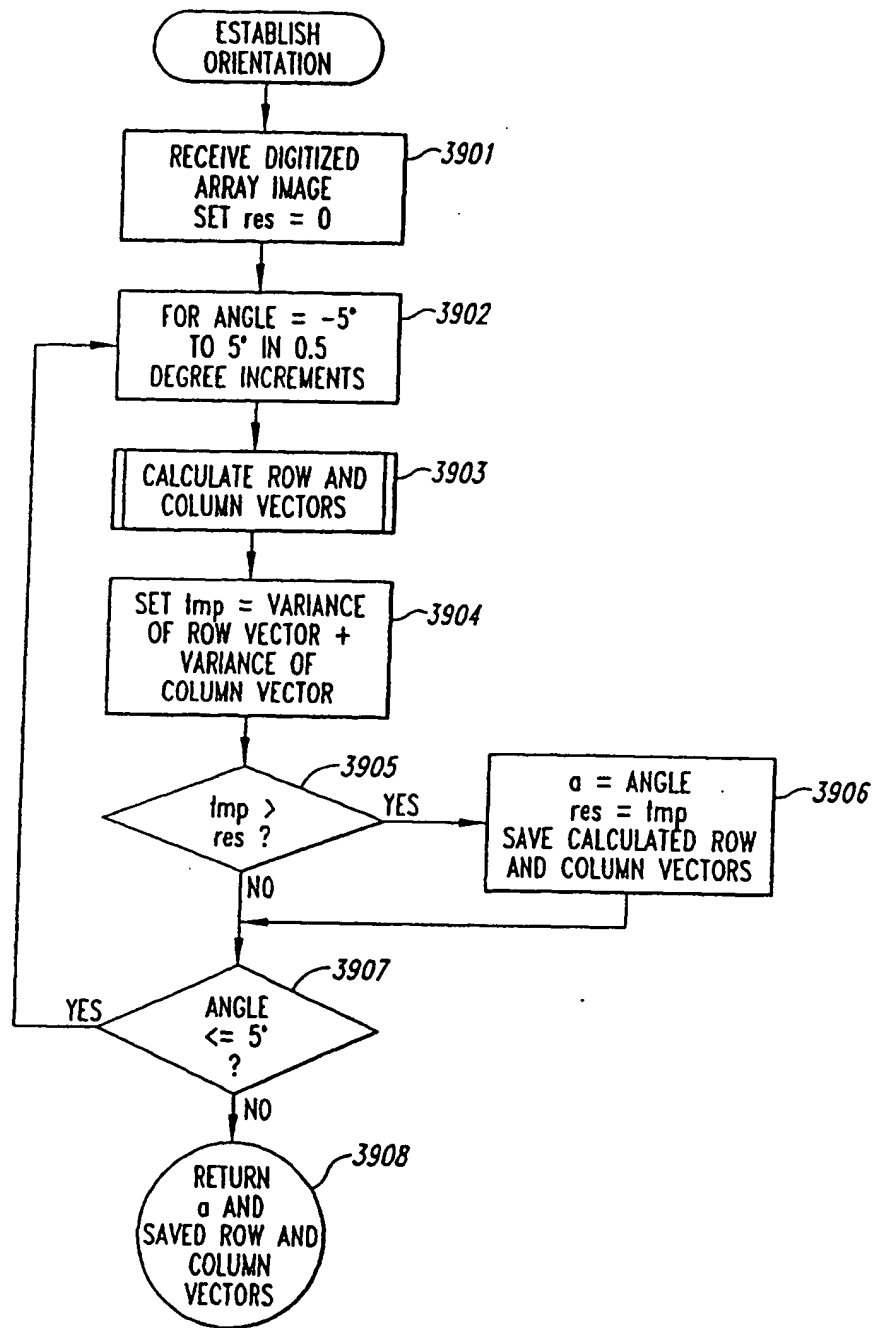 ESTABLISH
ORIENTATION
RECEIVE DIGITIZED
ARRAY IMAGE
SET res = 0
3901
FOR ANGLE = -5°
TO 5° IN 0.5
DEGREE INCREMENTS
3902
CALCULATE ROW AND
COLUMN VECTORS
3903
SET tmp = VARIANCE
OF ROW VECTOR +
VARIANCE OF
COLUMN VECTOR
3904
tmp >
res ?
3905
YES
NO
a = ANGLE
res = tmp
SAVE CALCULATED ROW
AND COLUMN VECTORS
3906
ANGLE
<= 5°
?
3907
YES
NO
RETURN
a AND
SAVED ROW AND
COLUMN
VECTORS
3908